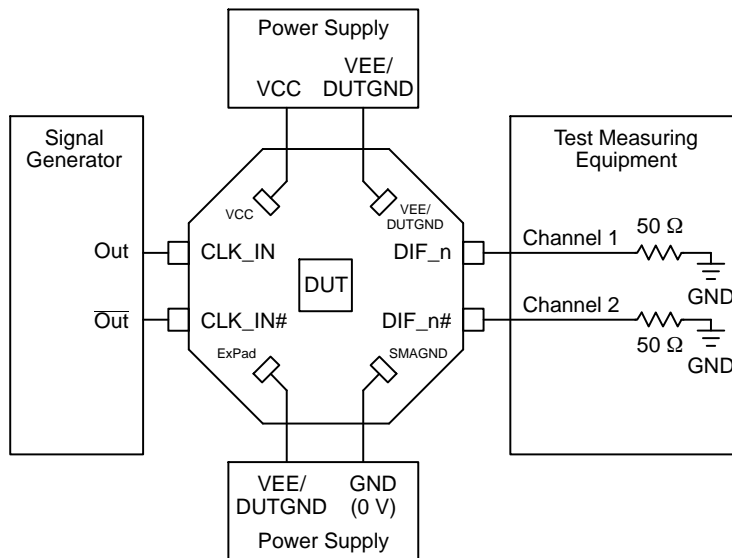 Power Supply
VCC
VEE/
DUTGND
Signal
Generator
Out
Out
VCC
VEE/
DUTGND
CLK_IN
DIF_n
DUT
CLK_IN#
DIF_n#
ExPad
SMAGND
Test Measuring
Equipment
Channel 1
50 Ω
GND
Channel 2
50 Ω
GND
VEE/
DUTGND
GND
(0 V)
Power Supply